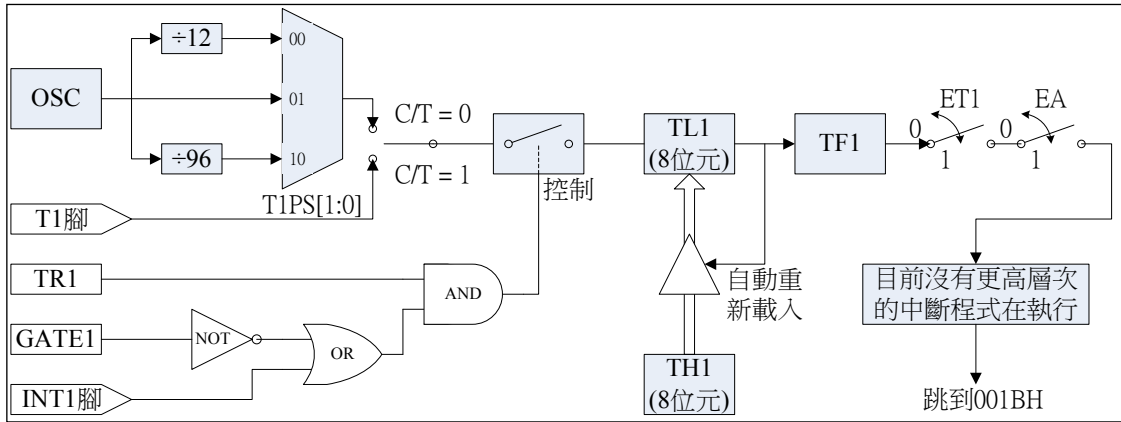 ÷12
00
OSC
01
÷96
10
T1PS[1:0]
C/T = 0
C/T = 1
控制
TL1
(8位元)
TF1
ET1
0
1
EA
0
1
T1腳
TR1
GATE1
INT1腳
NOT
OR
AND
自動重
新載入
TH1
(8位元)
目前沒有更高層次
的中斷程式在執行
跳到001BH